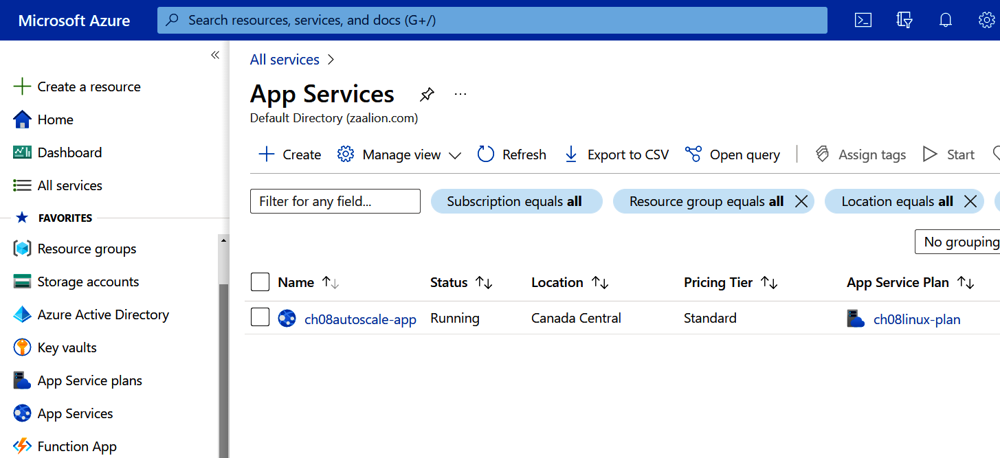 Microsoft Azure
Search resources, services, and docs (G+/)
Create a resource
Home
Dashboard
All services
FAVORITES
Resource groups
Storage accounts
Azure Active Directory
Key vaults
App Service plans
App Services
Function App
All services
App Services
Default Directory (zaalion.com)
Create Manage view Refresh Export to CSV Open query Assign tags Start
Filter for any field... Subscription equals all Resource group equals all Location equals all
No grouping
Name Status Location Pricing Tier App Service Plan
ch08autoscale-app Running Canada Central Standard ch08linux-plan